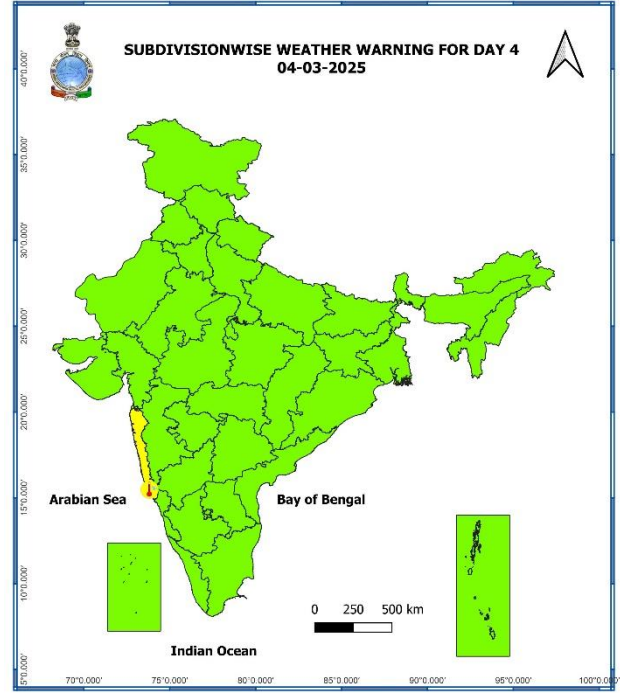 SUBDIVISIONWISE WEATHER WARNING FOR DAY 4
04-03-2025
40°0.000'
35°0.000'
30°0.000'
25°0.000'
20°0.000'
15°0.000'
10°0.000'
5°0.000'
Arabian Sea
Bay of Bengal
0 250 500 km
Indian Ocean
70°0.000' 75°0.000' 80°0.000' 85°0.000' 90°0.000' 95°0.000' 100°0.000'